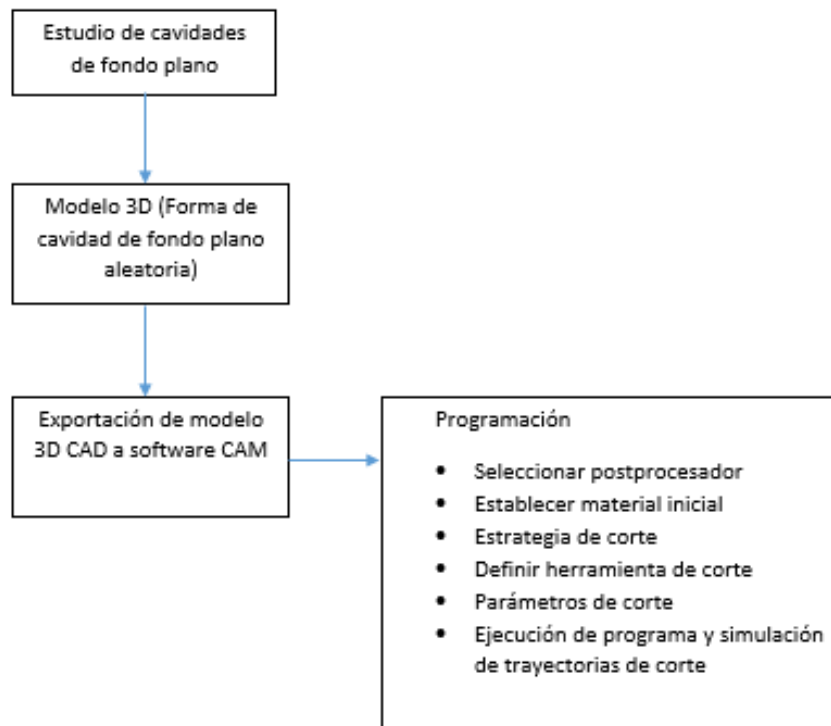 Estudio de cavidades
de fondo plano
Modelo 3D (Forma de
cavidad de fondo plano
aleatoria)
Exportación de modelo
3D CAD a software CAM
Programación
• Seleccionar postprocesador
• Establecer material inicial
• Estrategia de corte
• Definir herramienta de corte
• Parámetros de corte
• Ejecución de programa y simulación
de trayectorias de corte